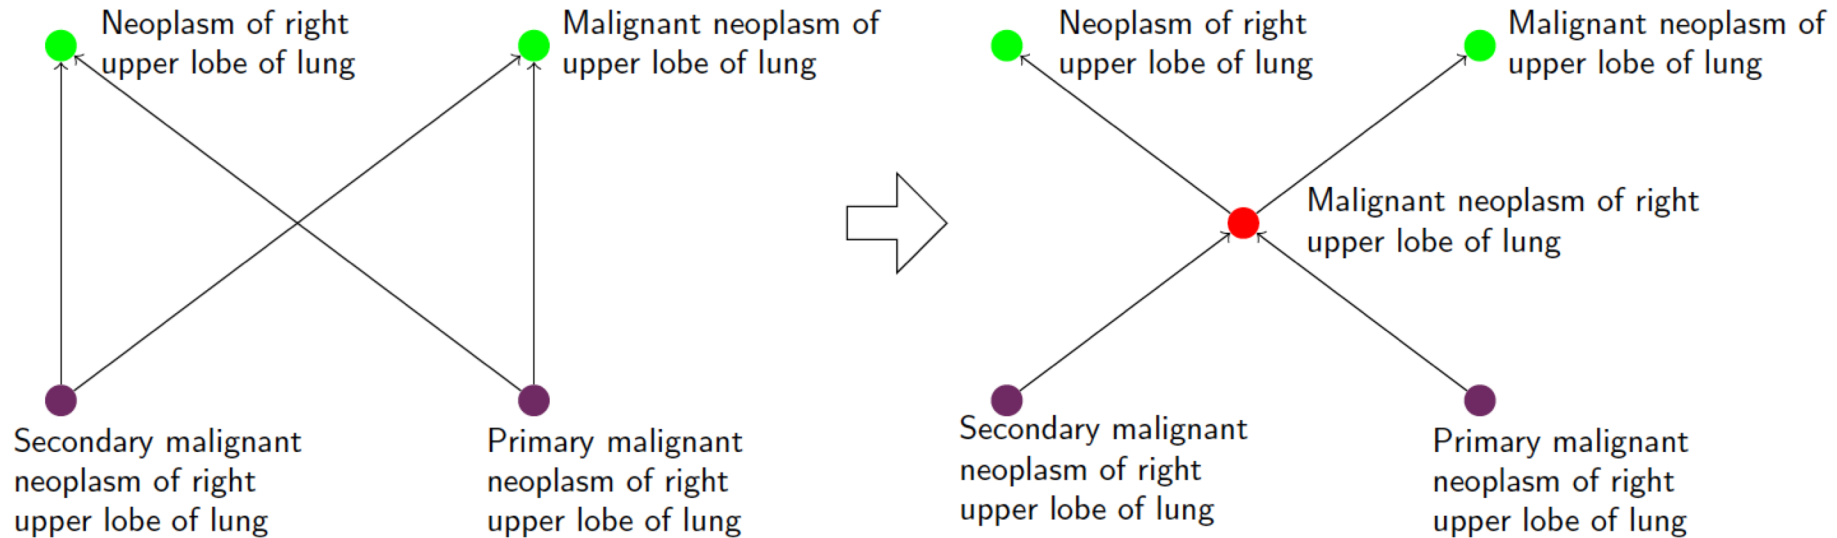 Neoplasm of right
upper lobe of lung
Malignant neoplasm of
upper lobe of lung
Secondary malignant
neoplasm of right
upper lobe of lung
Primary malignant
neoplasm of right
upper lobe of lung
Neoplasm of right
upper lobe of lung
Malignant neoplasm of
upper lobe of lung
Malignant neoplasm of right
upper lobe of lung
Secondary malignant
neoplasm of right
upper lobe of lung
Primary malignant
neoplasm of right
upper lobe of lung